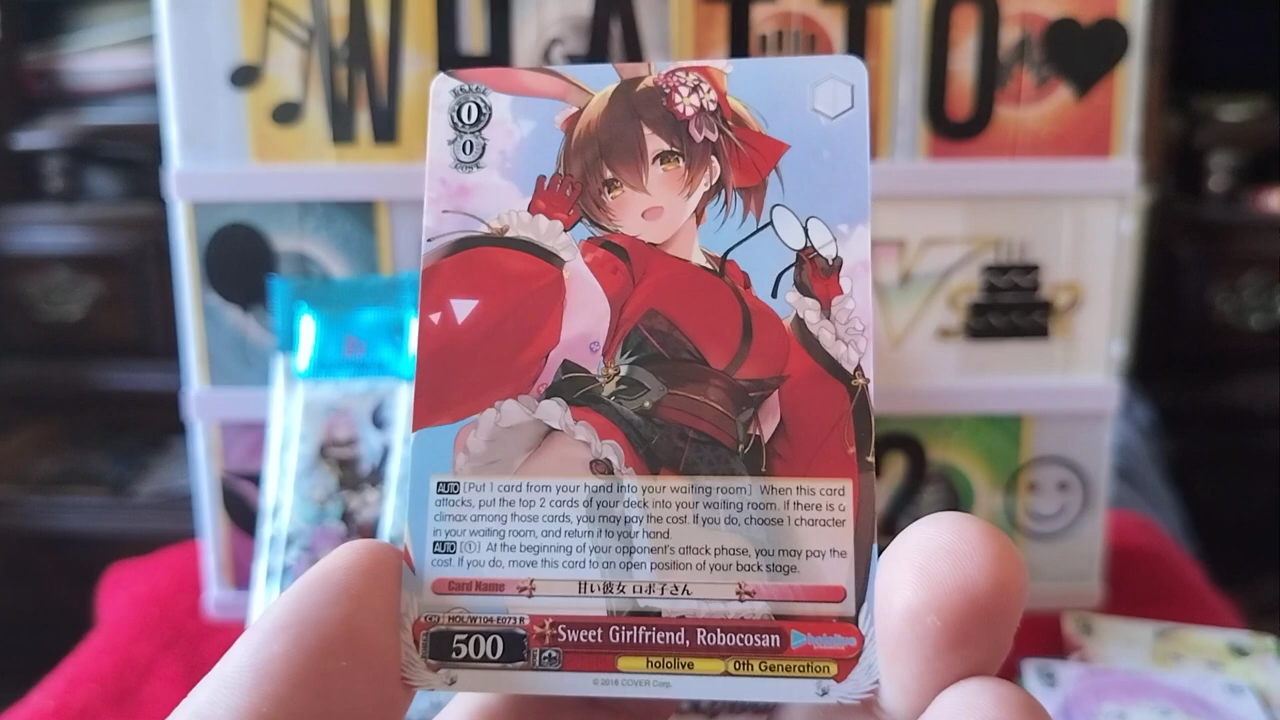 WHAT TO
LEVEL
0
0
COST
V
?
AUTO [Put 1 card from your hand into your waiting room] When this card
attacks, put the top 2 cards of your deck into your waiting room. If there is a
climax among those cards, you may pay the cost. If you do, choose 1 character
in your waiting room, and return it to your hand.
AUTO [①] At the beginning of your opponent's attack phase, you may pay the
cost. If you do, move this card to an open position of your back stage.
Card Name 甘い彼女 ロボ子さん
CH HOL/W104-E073 R
500 Sweet Girlfriend, Robocosan hololive
hololive 0th Generation
© 2016 COVER Corp.